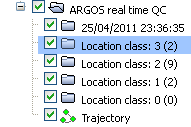 ARGOS real time QC
25/04/2011 23:36:35
Location class: 3 (2)
Location class: 2 (9)
Location class: 1 (2)
Location class: 0 (0)
Trajectory